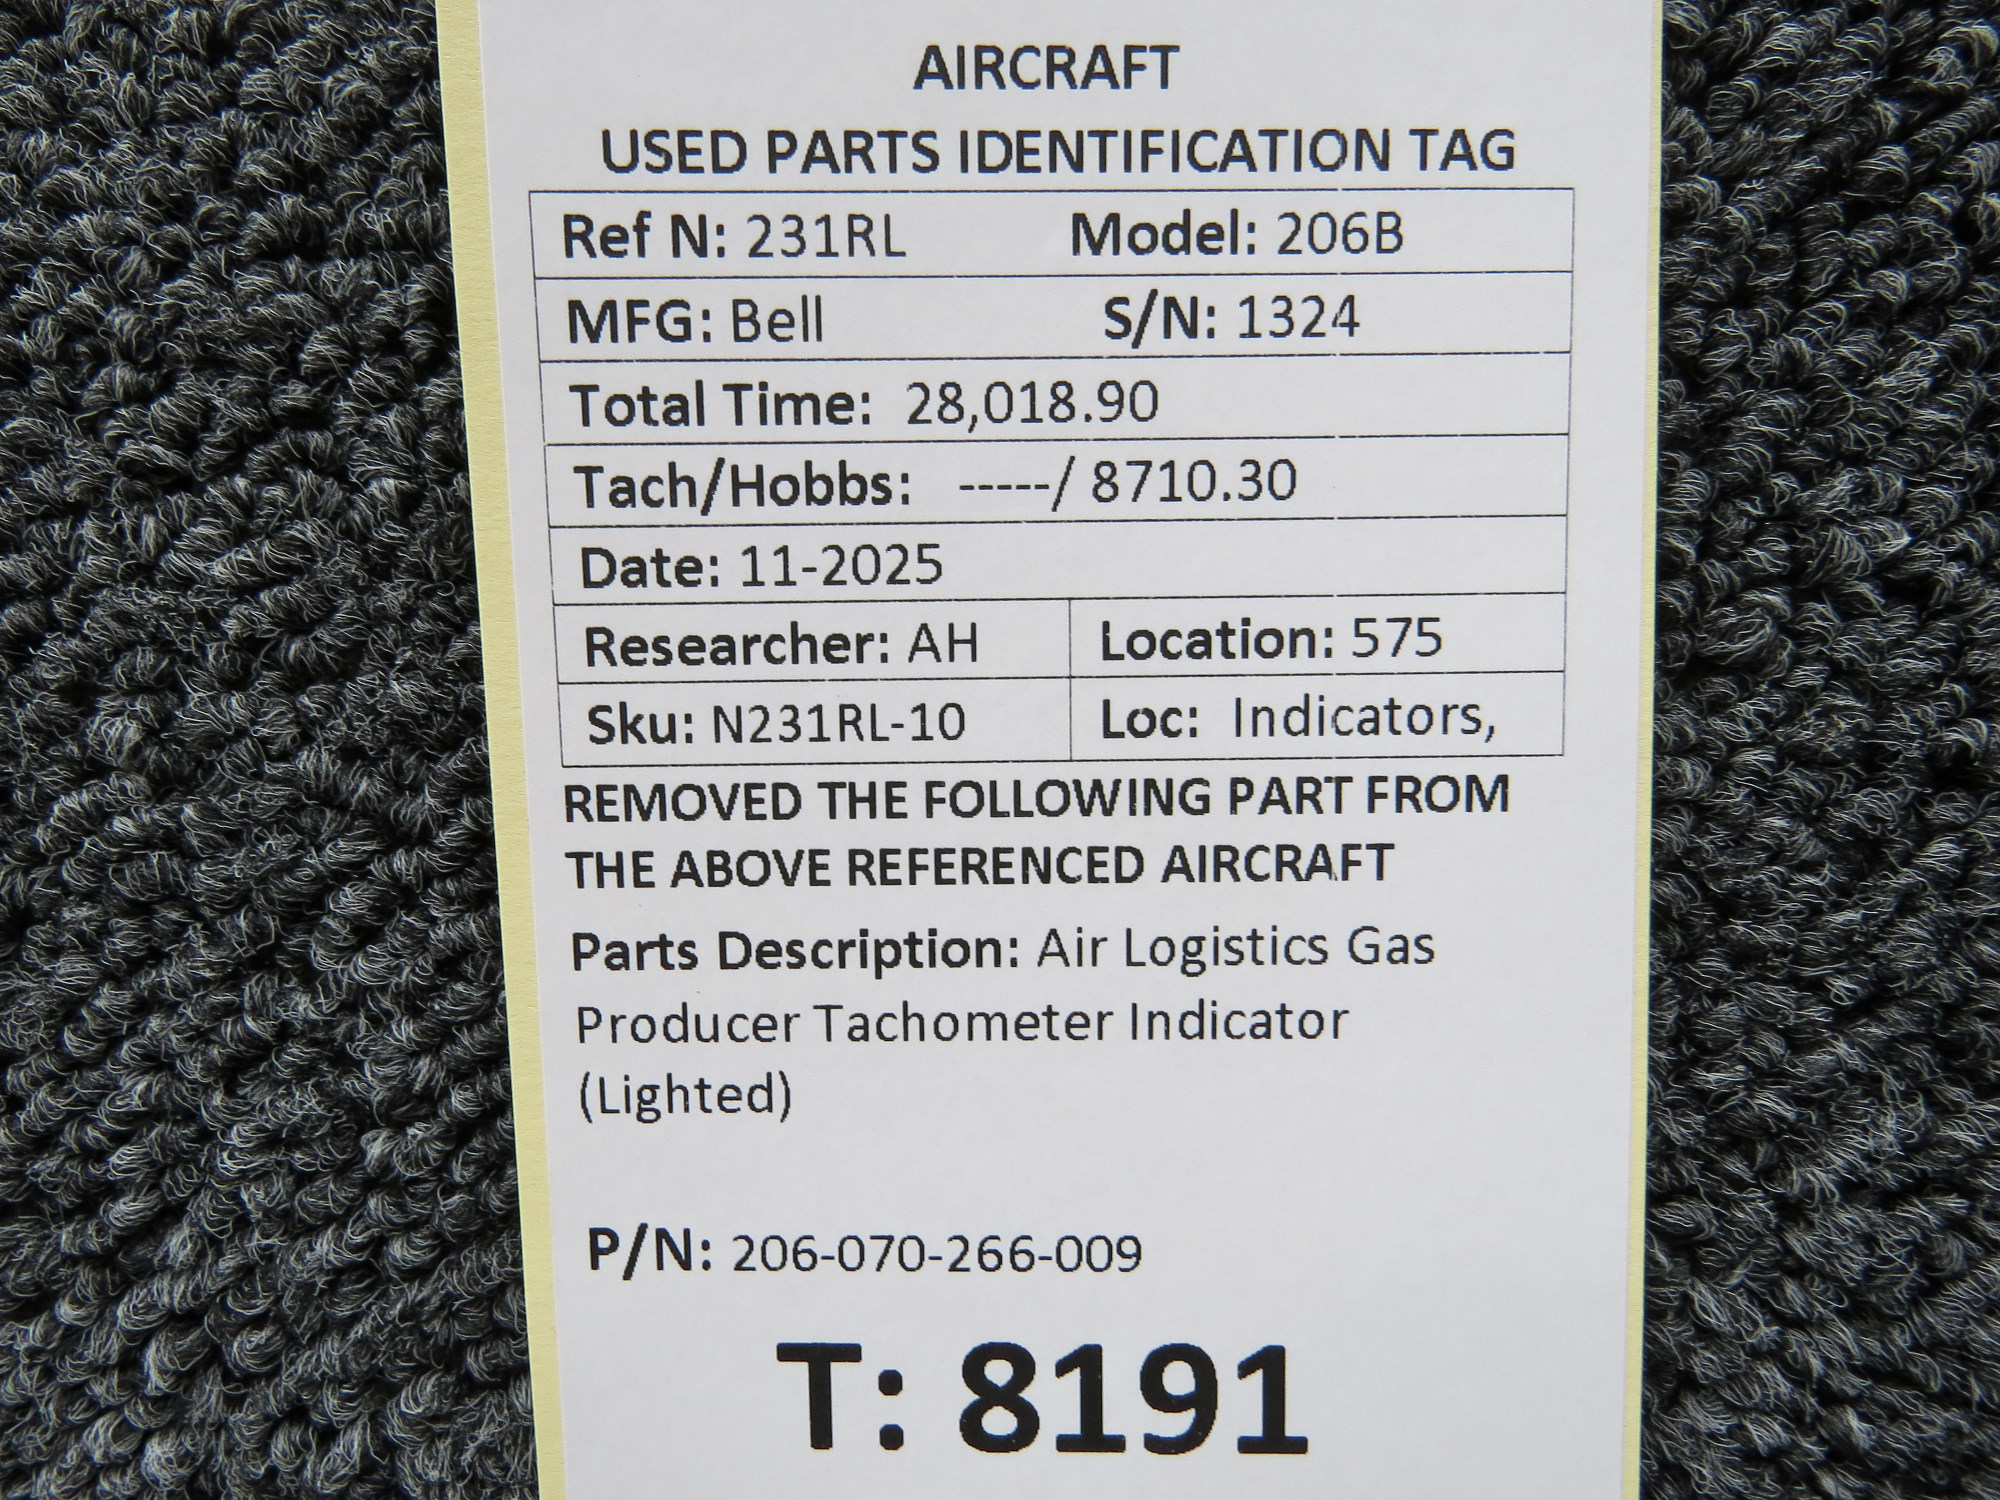 AIRCRAFT
USED PARTS IDENTIFICATION TAG
Ref N: 231RL Model: 206B
MFG: Bell S/N: 1324
Total Time: 28,018.90
Tach/Hobbs: -----/ 8710.30
Date: 11-2025
Researcher: AH Location: 575
Sku: N231RL-10 Loc: Indicators,
REMOVED THE FOLLOWING PART FROM
THE ABOVE REFERENCED AIRCRAFT
Parts Description: Air Logistics Gas
Producer Tachometer Indicator
(Lighted)
P/N: 206-070-266-009
T: 8191